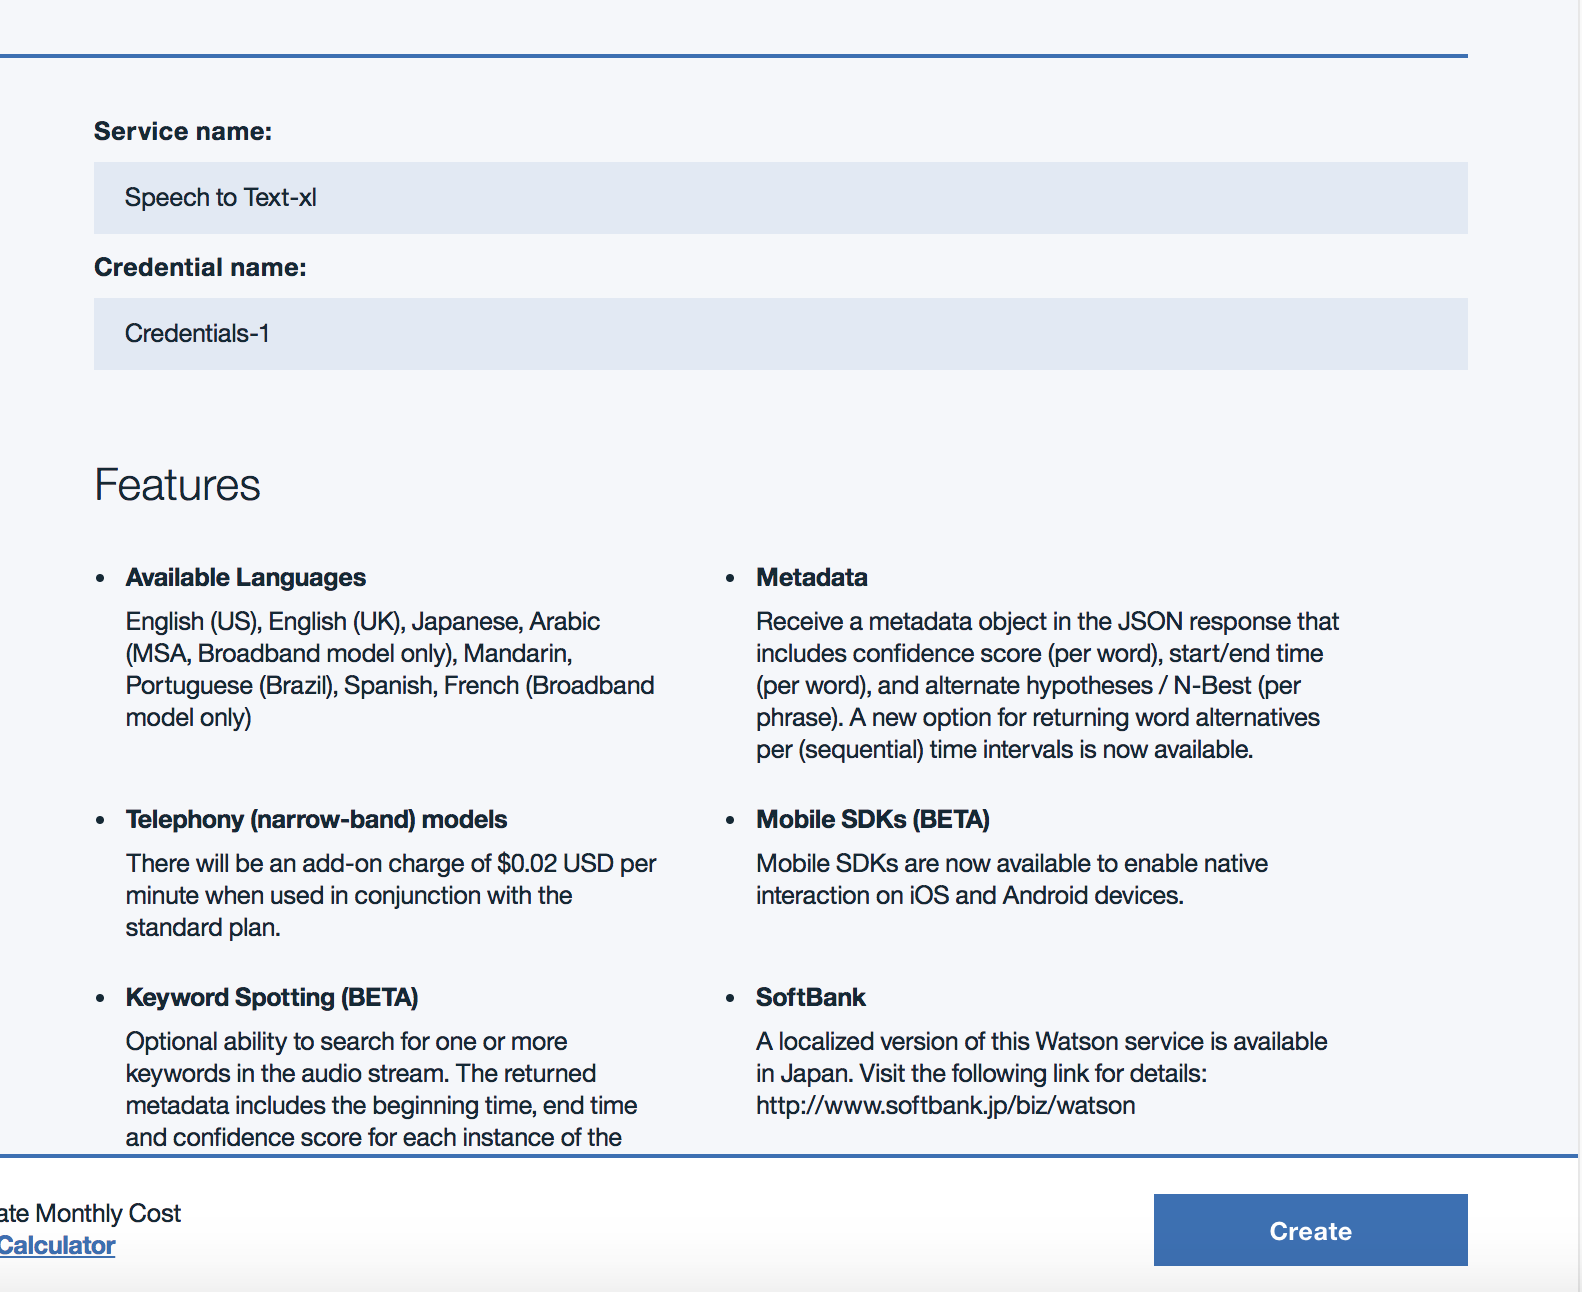 Service name:
Speech to Text-xl
Credential name:
Credentials-1
Features
• Available Languages
English (US), English (UK), Japanese, Arabic
(MSA, Broadband model only), Mandarin,
Portuguese (Brazil), Spanish, French (Broadband
model only)
• Metadata
Receive a metadata object in the JSON response that
includes confidence score (per word), start/end time
(per word), and alternate hypotheses / N-Best (per
phrase). A new option for returning word alternatives
per (sequential) time intervals is now available.
• Telephony (narrow-band) models
There will be an add-on charge of $0.02 USD per
minute when used in conjunction with the
standard plan.
• Mobile SDKs (BETA)
Mobile SDKs are now available to enable native
interaction on iOS and Android devices.
• Keyword Spotting (BETA)
Optional ability to search for one or more
keywords in the audio stream. The returned
metadata includes the beginning time, end time
and confidence score for each instance of the
• SoftBank
A localized version of this Watson service is available
in Japan. Visit the following link for details:
http://www.softbank.jp/biz/watson
ate Monthly Cost
Calculator
Create